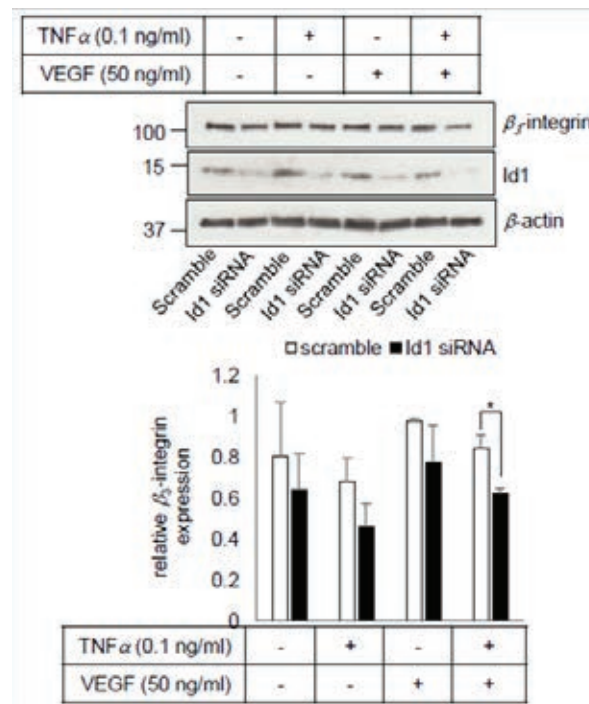 TNFα (0.1 ng/ml) - + - +
VEGF (50 ng/ml) - - + +
100 β3-integrin
15 Id1
37 β-actin
Scramble Id1 siRNA Scramble Id1 siRNA Scramble Id1 siRNA Scramble Id1 siRNA
scramble Id1 siRNA
1.2
1
0.8
0.6
0.4
0.2
0
relative β3-integrin
expression
*
TNFα (0.1 ng/ml) - + - +
VEGF (50 ng/ml) - - + +